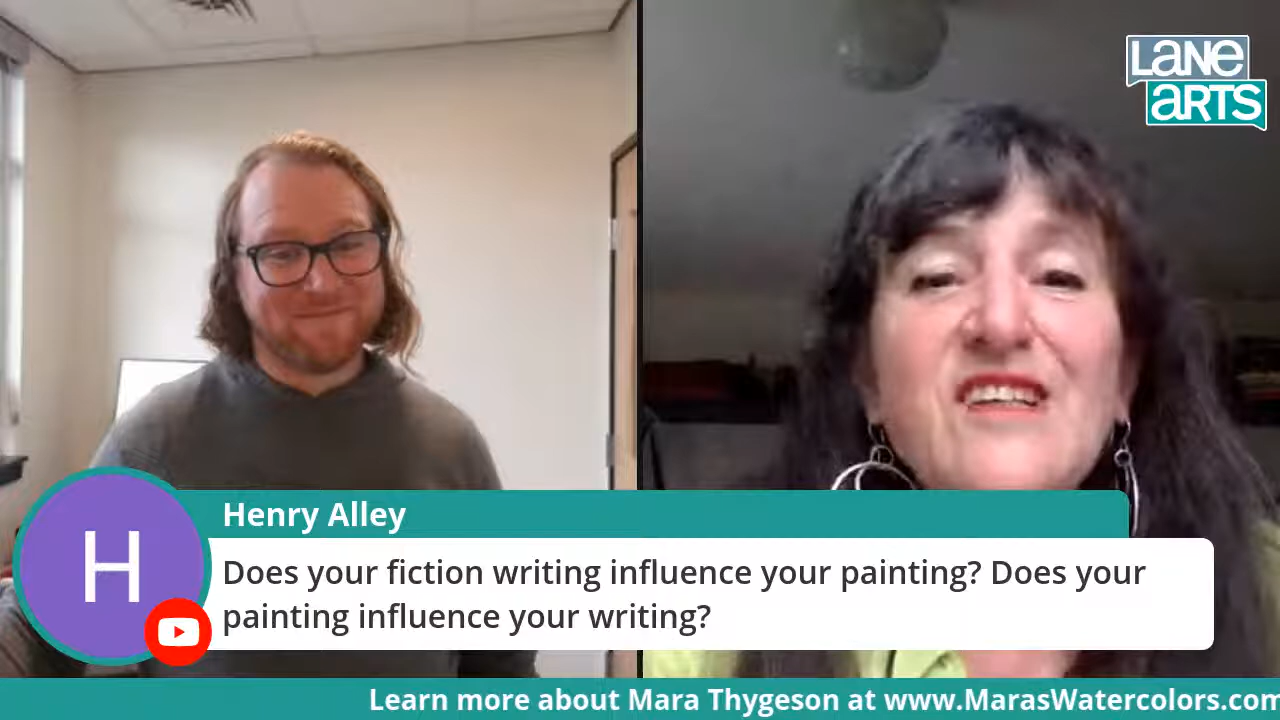 LANE
ARTS
Henry Alley
H
Does your fiction writing influence your painting? Does your
painting influence your writing?
Learn more about Mara Thygeson at www.MarasWatercolors.com